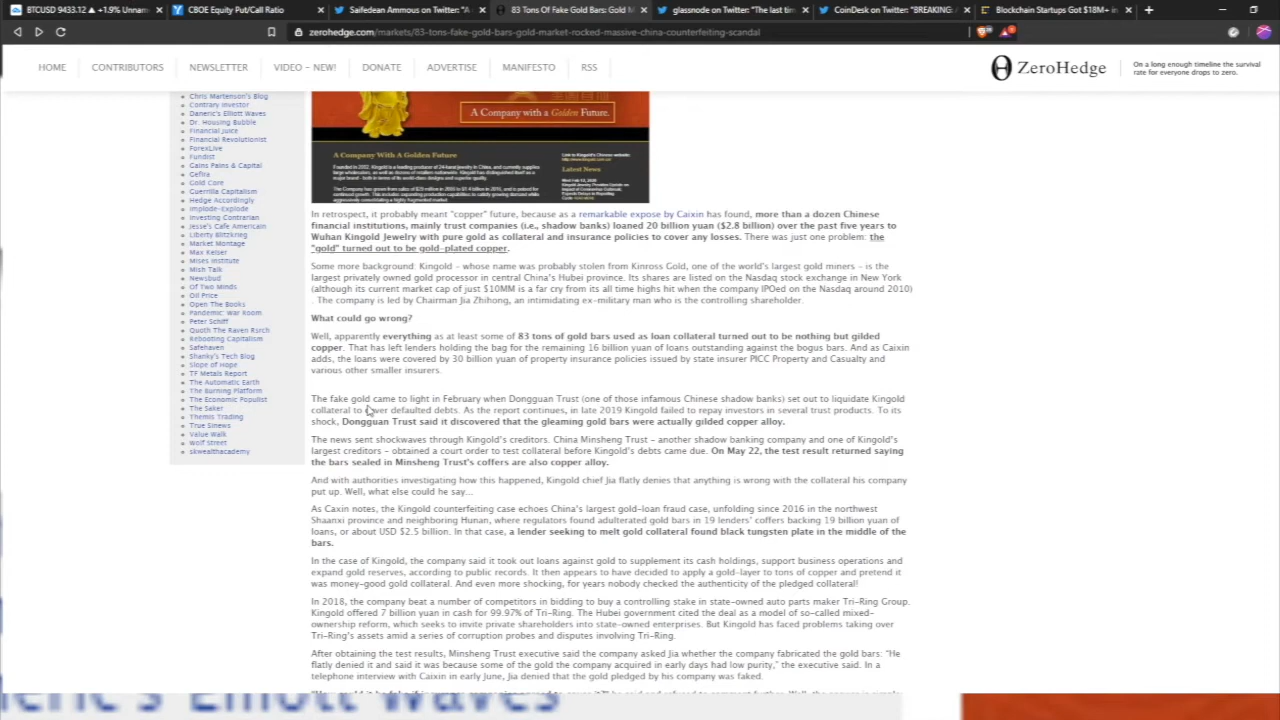 BTCUSD 9433.12 ▲ +1.9% Unnam
CBOE Equity Put/Call Ratio
Saifedean Ammous on Twitter: "A
83 Tons Of Fake Gold Bars: Gold M
glassnode on Twitter: "The last tim
CoinDesk on Twitter: "BREAKING:
Blockchain Startups Got $18M+ in
zerohedge.com/markets/83-tons-fake-gold-bars-gold-market-rocked-massive-china-counterfeiting-scandal
HOME
CONTRIBUTORS
NEWSLETTER
VIDEO – NEW!
DONATE
ADVERTISE
MANIFESTO
RSS
ZeroHedge
On a long enough timeline the survival
rate for everyone drops to zero.
Chris Martenson's Blog
Contrary Investor
Daneric's Elliott Waves
Dr. Housing Bubble
Financial Juice
Financial Revolutionist
ForexLive
Fundist
Gains Pains & Capital
Gefira
Gold Core
Guerrilla Capitalism
Hedge Accordingly
Implode-Explode
Investing Contrarian
Jesse's Cafe Americain
Liberty Blitzkrieg
Market Montage
Max Keiser
Mises Institute
Mish Talk
Newsbud
Of Two Minds
Oil Price
Open The Books
Pandemic: War Room
Peter Schiff
Quoth The Raven Rsrch
Rebooting Capitalism
Safehaven
Shanky's Tech Blog
Slope of Hope
TF Metals Report
The Automatic Earth
The Burning Platform
The Economic Populist
The Saker
Themis Trading
True Sinews
Value Walk
Wolf Street
skwealthacademy
A Company with a Golden Future.
A Company With A Golden Future
Latest News
In retrospect, it probably meant "copper" future, because as a remarkable expose by Caixin has found, more than a dozen Chinese
financial institutions, mainly trust companies (i.e., shadow banks) loaned 20 billion yuan ($2.8 billion) over the past five years to
Wuhan Kingold Jewelry with pure gold as collateral and insurance policies to cover any losses. There was just one problem: the
"gold" turned out to be gold-plated copper.
Some more background: Kingold – whose name was probably stolen from Kinross Gold, one of the world's largest gold miners – is the
largest privately owned gold processor in central China's Hubei province. Its shares are listed on the Nasdaq stock exchange in New York
(although its current market cap of just $10MM is a far cry from its all time highs hit when the company IPOed on the Nasdaq around 2010)
. The company is led by Chairman Jia Zhihong, an intimidating ex-military man who is the controlling shareholder.
What could go wrong?
Well, apparently everything as at least some of 83 tons of gold bars used as loan collateral turned out to be nothing but gilded
copper. That has left lenders holding the bag for the remaining 16 billion yuan of loans outstanding against the bogus bars. And as Caixin
adds, the loans were covered by 30 billion yuan of property insurance policies issued by state insurer PICC Property and Casualty and
various other smaller insurers.
The fake gold came to light in February when Dongguan Trust (one of those infamous Chinese shadow banks) set out to liquidate Kingold
collateral to cover defaulted debts. As the report continues, in late 2019 Kingold failed to repay investors in several trust products. To its
shock, Dongguan Trust said it discovered that the gleaming gold bars were actually gilded copper alloy.
The news sent shockwaves through Kingold's creditors. China Minsheng Trust – another shadow banking company and one of Kingold's
largest creditors – obtained a court order to test collateral before Kingold's debts came due. On May 22, the test result returned saying
the bars sealed in Minsheng Trust's coffers are also copper alloy.
And with authorities investigating how this happened, Kingold chief Jia flatly denies that anything is wrong with the collateral his company
put up. Well, what else could he say...
As Caxin notes, the Kingold counterfeiting case echoes China's largest gold-loan fraud case, unfolding since 2016 in the northwest
Shaanxi province and neighboring Hunan, where regulators found adulterated gold bars in 19 lenders' coffers backing 19 billion yuan of
loans, or about USD $2.5 billion. In that case, a lender seeking to melt gold collateral found black tungsten plate in the middle of the
bars.
In the case of Kingold, the company said it took out loans against gold to supplement its cash holdings, support business operations and
expand gold reserves, according to public records. It then appears to have decided to apply a gold-layer to tons of copper and pretend it
was money-good gold collateral. And even more shocking, for years nobody checked the authenticity of the pledged collateral!
In 2018, the company beat a number of competitors in bidding to buy a controlling stake in state-owned auto parts maker Tri-Ring Group.
Kingold offered 7 billion yuan in cash for 99.97% of Tri-Ring. The Hubei government cited the deal as a model of so-called mixed-
ownership reform, which seeks to invite private shareholders into state-owned enterprises. But Kingold has faced problems taking over
Tri-Ring's assets amid a series of corruption probes and disputes involving Tri-Ring.
After obtaining the test results, Minsheng Trust executive said the company asked Jia whether the company fabricated the gold bars: "He
flatly denied it and said it was because some of the gold the company acquired in early days had low purity," the executive said. In a
telephone interview with Caixin in early June, Jia denied that the gold pledged by his company was faked.